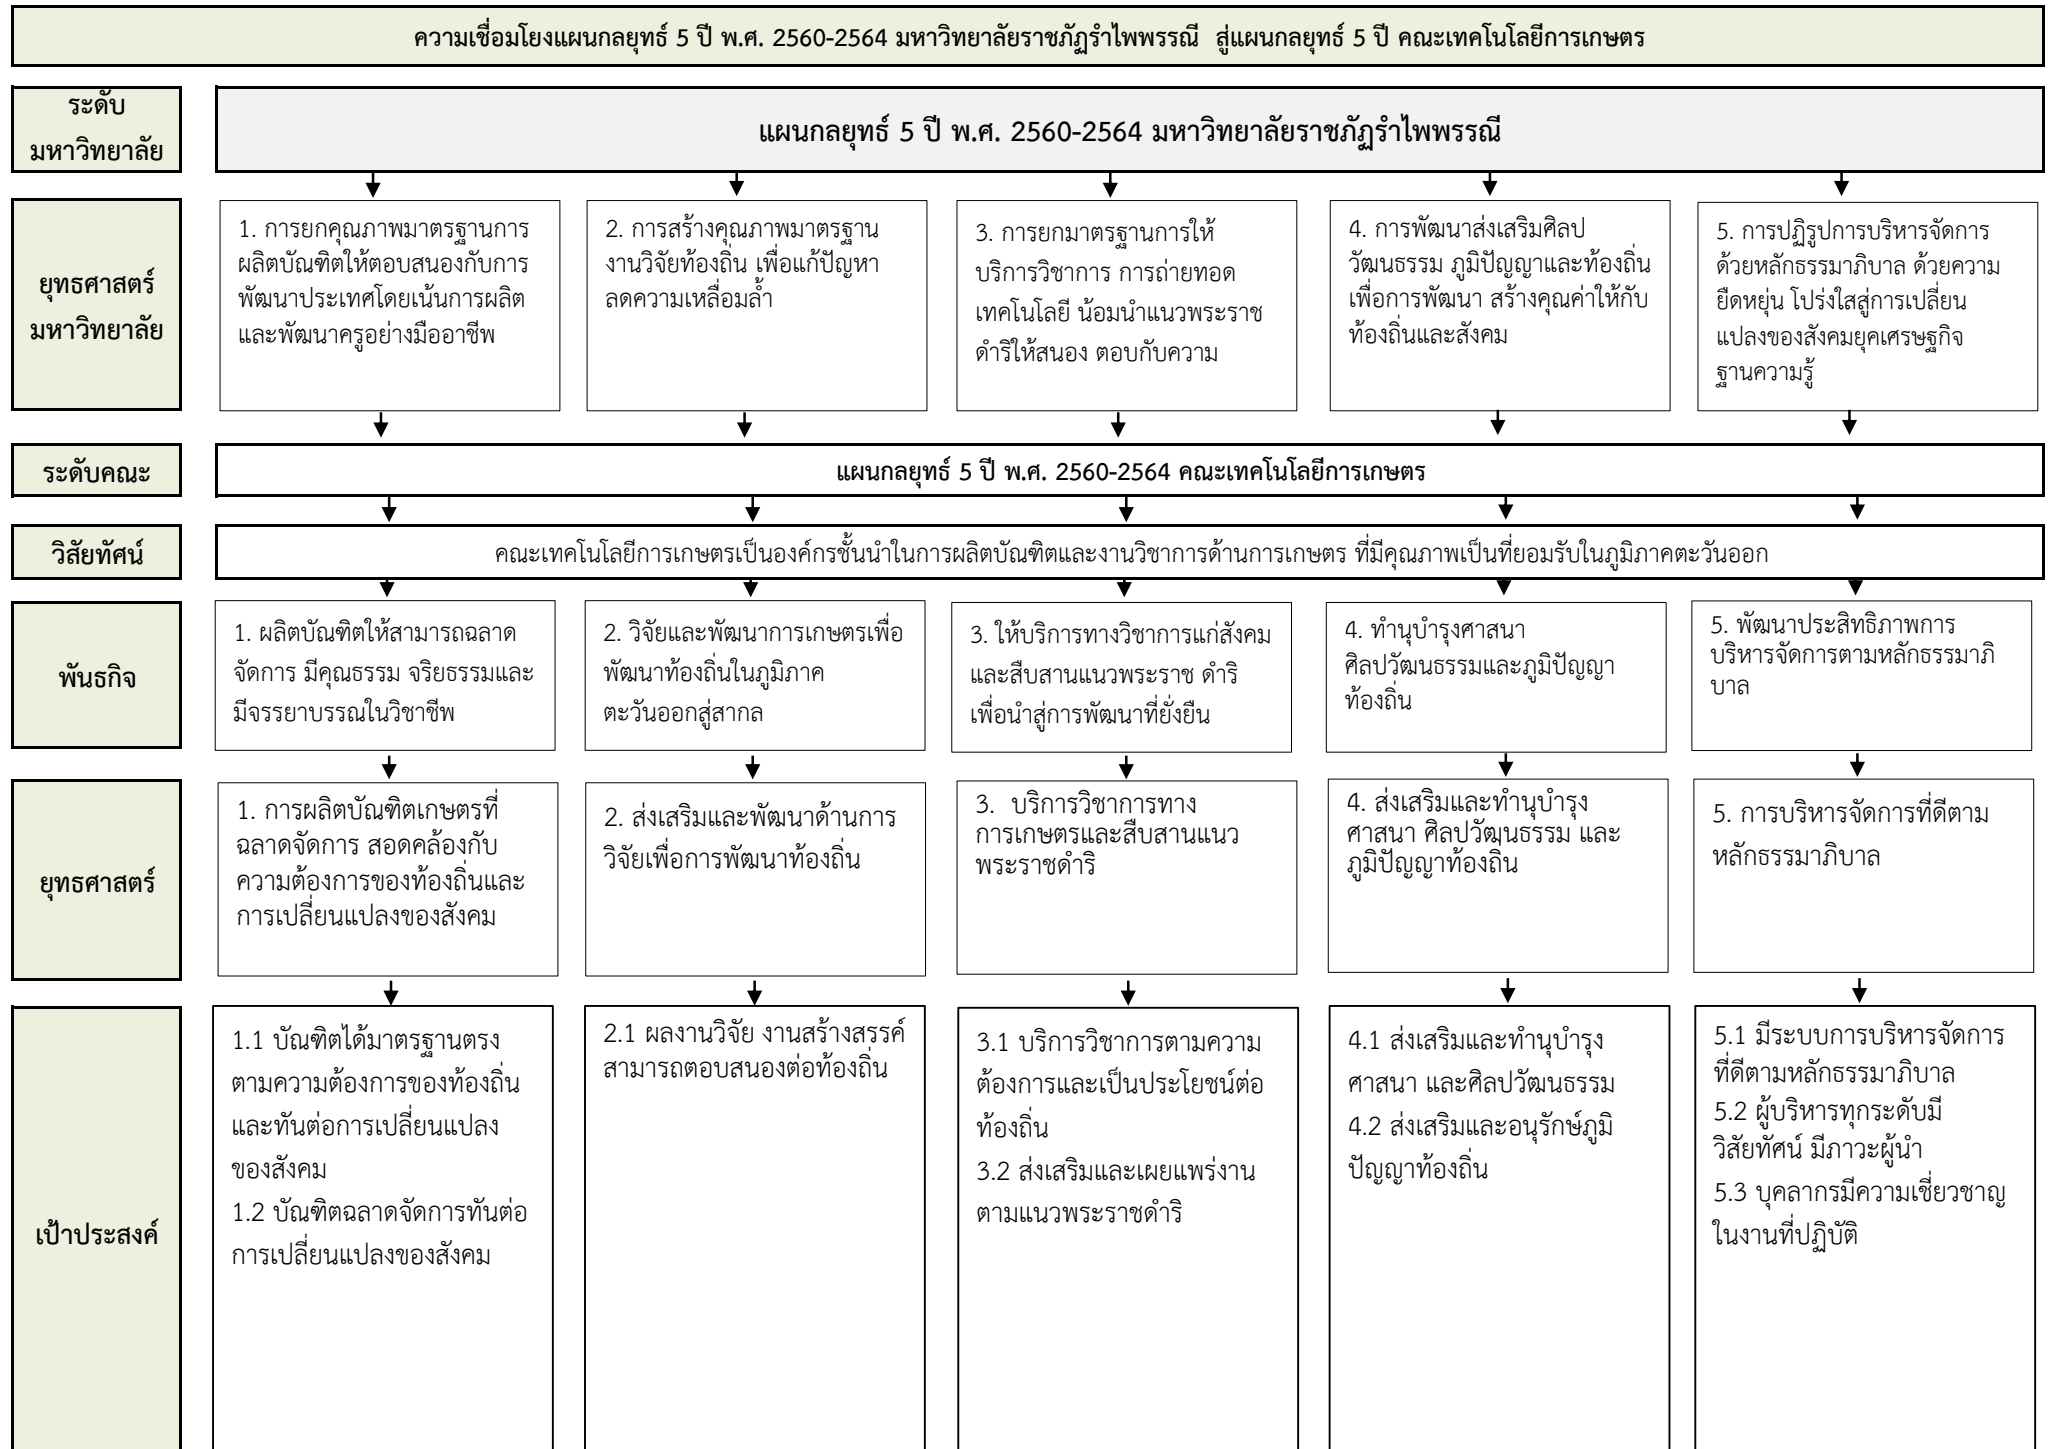 ความเชื่อมโยงแผนกลยุทธ์ 5 ปี พ.ศ. 2560-2564 มหาวิทยาลัยราชภัฏรำไพพรรณี สู่แผนกลยุทธ์ 5 ปี คณะเทคโนโลยีการเกษตร
ระดับ
มหาวิทยาลัย
แผนกลยุทธ์ 5 ปี พ.ศ. 2560-2564 มหาวิทยาลัยราชภัฏรำไพพรรณี
ยุทธศาสตร์
มหาวิทยาลัย
1. การยกคุณภาพมาตรฐานการ
ผลิตบัณฑิตให้ตอบสนองกับการ
พัฒนาประเทศโดยเน้นการผลิต
และพัฒนาครูอย่างมืออาชีพ
2. การสร้างคุณภาพมาตรฐาน
งานวิจัยท้องถิ่น เพื่อแก้ปัญหา
ลดความเหลื่อมล้ำ
3. การยกมาตรฐานการให้
บริการวิชาการ การถ่ายทอด
เทคโนโลยี น้อมนำแนวพระราช
ดำริให้สนอง ตอบกับความ
4. การพัฒนาส่งเสริมศิลป
วัฒนธรรม ภูมิปัญญาและท้องถิ่น
เพื่อการพัฒนา สร้างคุณค่าให้กับ
ท้องถิ่นและสังคม
5. การปฏิรูปการบริหารจัดการ
ด้วยหลักธรรมาภิบาล ด้วยความ
ยืดหยุ่น โปร่งใสสู่การเปลี่ยน
แปลงของสังคมยุคเศรษฐกิจ
ฐานความรู้
ระดับคณะ
แผนกลยุทธ์ 5 ปี พ.ศ. 2560-2564 คณะเทคโนโลยีการเกษตร
วิสัยทัศน์
คณะเทคโนโลยีการเกษตรเป็นองค์กรชั้นนำในการผลิตบัณฑิตและงานวิชาการด้านการเกษตร ที่มีคุณภาพเป็นที่ยอมรับในภูมิภาคตะวันออก
พันธกิจ
1. ผลิตบัณฑิตให้สามารถฉลาด
จัดการ มีคุณธรรม จริยธรรมและ
มีจรรยาบรรณในวิชาชีพ
2. วิจัยและพัฒนาการเกษตรเพื่อ
พัฒนาท้องถิ่นในภูมิภาค
ตะวันออกสู่สากล
3. ให้บริการทางวิชาการแก่สังคม
และสืบสานแนวพระราช ดำริ
เพื่อนำสู่การพัฒนาที่ยั่งยืน
4. ทำนุบำรุงศาสนา
ศิลปวัฒนธรรมและภูมิปัญญา
ท้องถิ่น
5. พัฒนาประสิทธิภาพการ
บริหารจัดการตามหลักธรรมาภิ
บาล
ยุทธศาสตร์
1. การผลิตบัณฑิตเกษตรที่
ฉลาดจัดการ สอดคล้องกับ
ความต้องการของท้องถิ่นและ
การเปลี่ยนแปลงของสังคม
2. ส่งเสริมและพัฒนาด้านการ
วิจัยเพื่อการพัฒนาท้องถิ่น
3. บริการวิชาการทาง
การเกษตรและสืบสานแนว
พระราชดำริ
4. ส่งเสริมและทำนุบำรุง
ศาสนา ศิลปวัฒนธรรม และ
ภูมิปัญญาท้องถิ่น
5. การบริหารจัดการที่ดีตาม
หลักธรรมาภิบาล
เป้าประสงค์
1.1 บัณฑิตได้มาตรฐานตรง
ตามความต้องการของท้องถิ่น
และทันต่อการเปลี่ยนแปลง
ของสังคม
1.2 บัณฑิตฉลาดจัดการทันต่อ
การเปลี่ยนแปลงของสังคม
2.1 ผลงานวิจัย งานสร้างสรรค์
สามารถตอบสนองต่อท้องถิ่น
3.1 บริการวิชาการตามความ
ต้องการและเป็นประโยชน์ต่อ
ท้องถิ่น
3.2 ส่งเสริมและเผยแพร่งาน
ตามแนวพระราชดำริ
4.1 ส่งเสริมและทำนุบำรุง
ศาสนา และศิลปวัฒนธรรม
4.2 ส่งเสริมและอนุรักษ์ภูมิ
ปัญญาท้องถิ่น
5.1 มีระบบการบริหารจัดการ
ที่ดีตามหลักธรรมาภิบาล
5.2 ผู้บริหารทุกระดับมี
วิสัยทัศน์ มีภาวะผู้นำ
5.3 บุคลากรมีความเชี่ยวชาญ
ในงานที่ปฏิบัติ